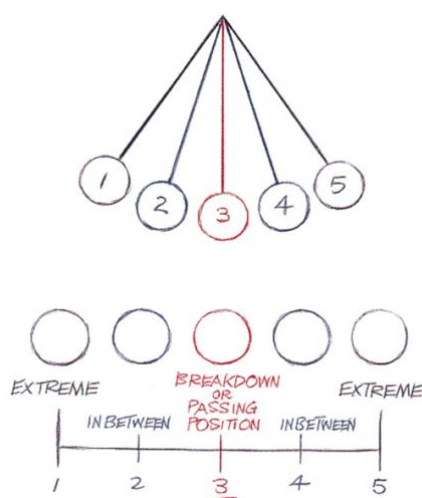 1
2
3
4
5
EXTREME
BREAKDOWN
OR
PASSING
POSITION
EXTREME
INBETWEEN
INBETWEEN
1
2
3
4
5